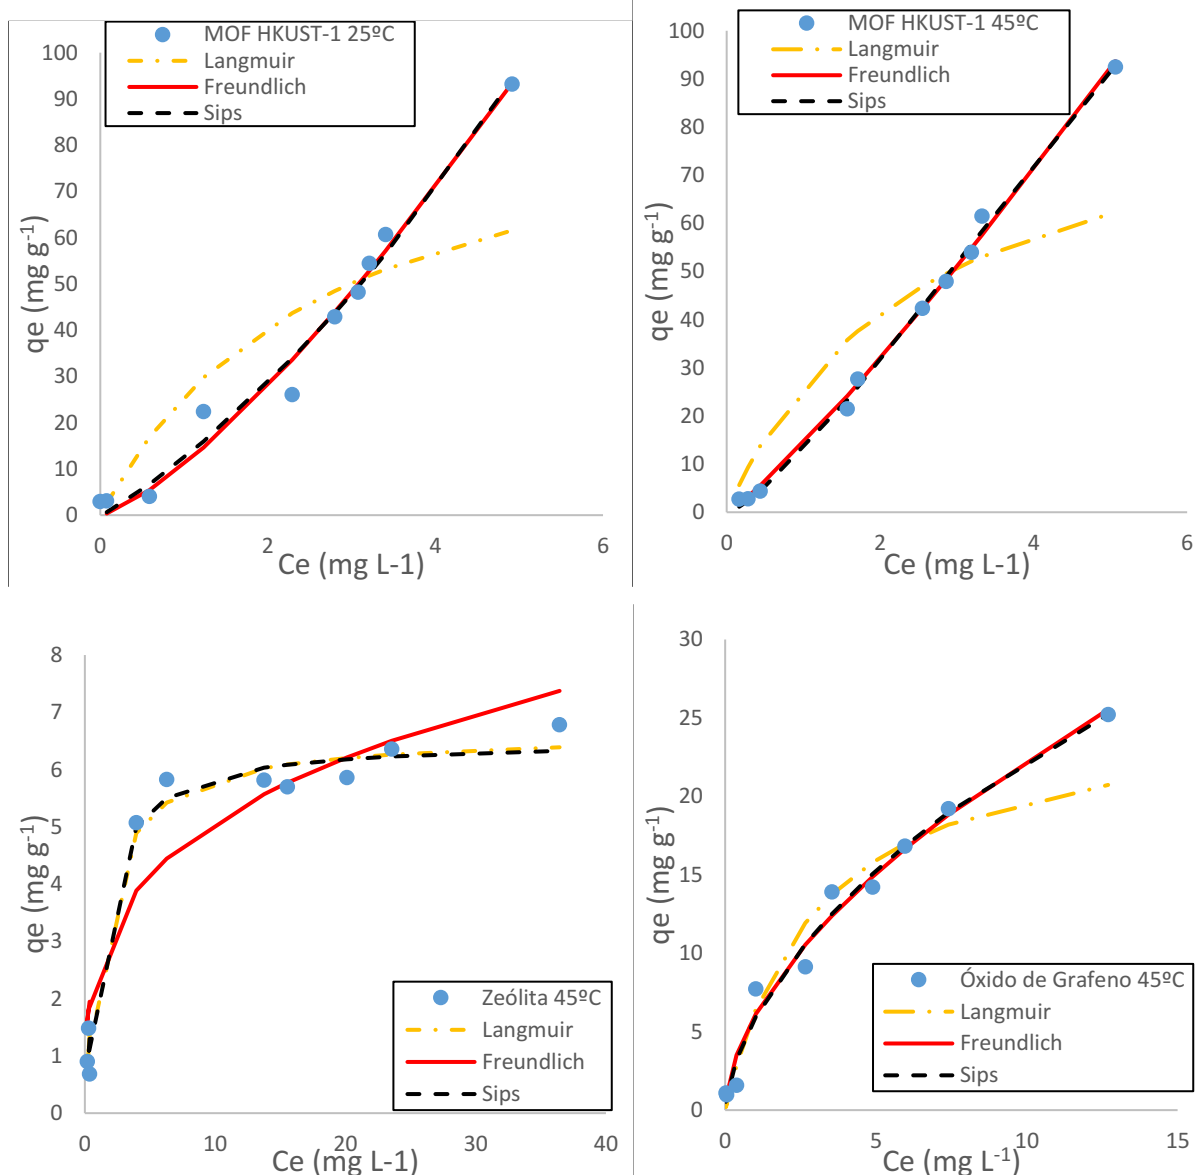 MOF HKUST-1 25ºC
Langmuir
Freundlich
Sips
100
90
80
70
60
50
40
30
20
10
0
0
2
4
6
qe (mg g-1)
Ce (mg L-1)
MOF HKUST-1 45ºC
Langmuir
Freundlich
Sips
100
90
80
70
60
50
40
30
20
10
0
0
2
4
6
qe (mg g-1)
Ce (mg L-1)
8
7
6
5
4
3
2
1
0
0
10
20
30
40
qe (mg g-1)
Ce (mg L-1)
Zeólita 45ºC
Langmuir
Freundlich
Sips
30
25
20
15
10
5
0
0
5
10
15
qe (mg g-1)
Ce (mg L-1)
Óxido de Grafeno 45ºC
Langmuir
Freundlich
Sips